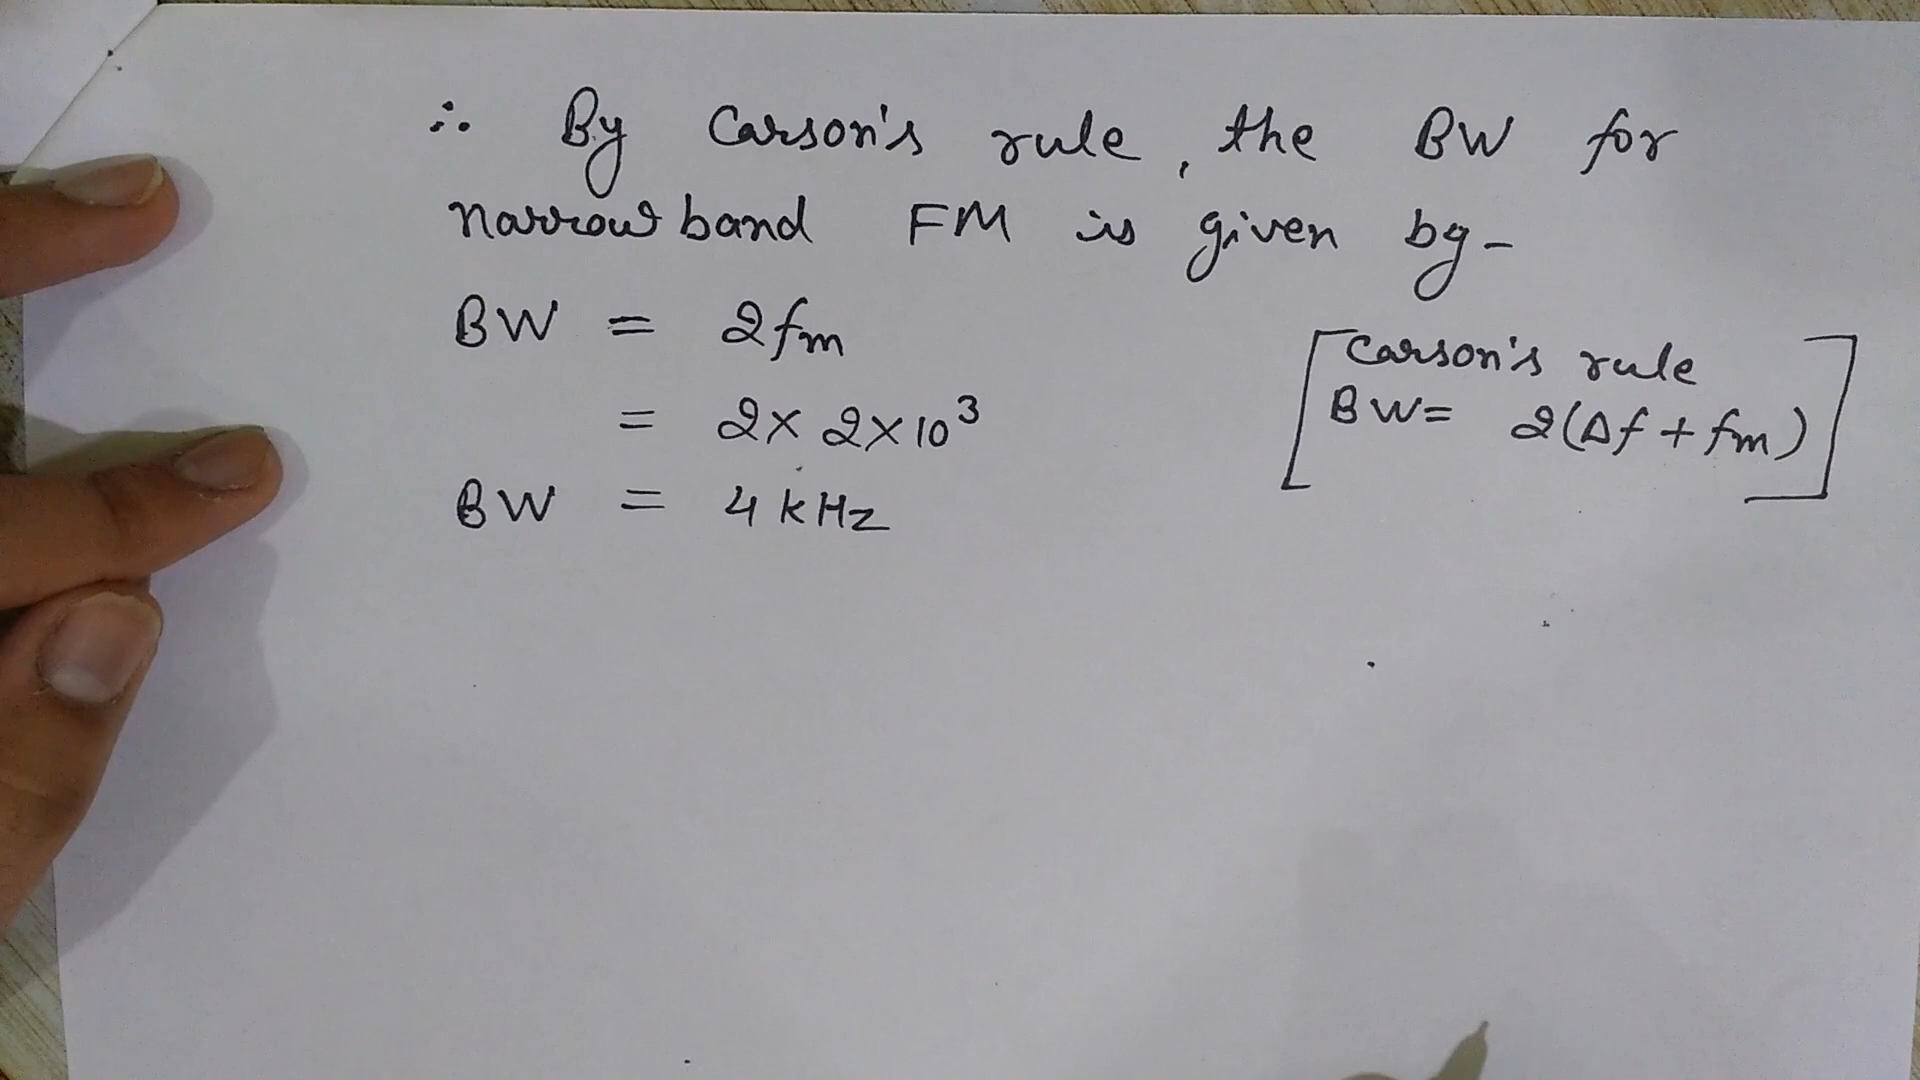 ∴ By Carson's rule, the BW for
narrow band FM is given by-
BW = 2fm
= 2 × 2 × 10³
BW = 4 kHz
Carson's rule
BW = 2(Δf + fm)